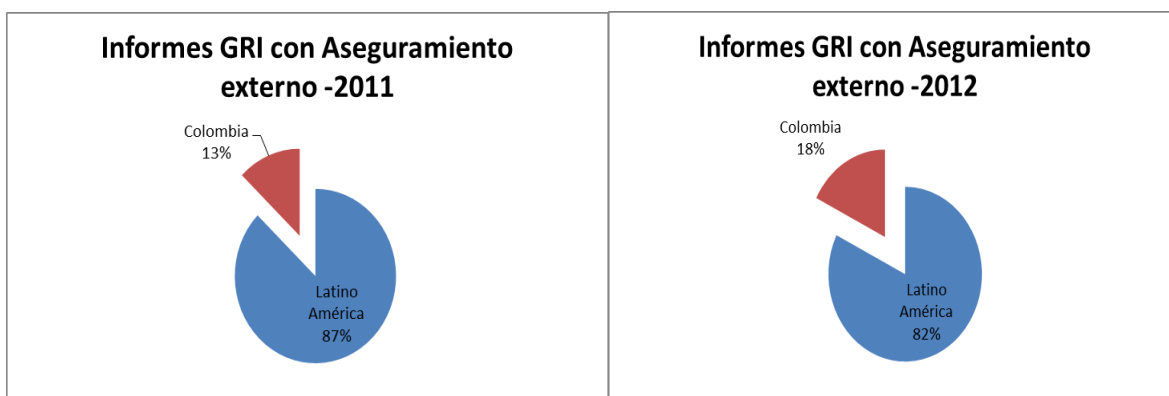 Informes GRI con Aseguramiento
externo -2011
Colombia
13%
Latino
América
87%
Informes GRI con Aseguramiento
externo -2012
Colombia
18%
Latino
América
82%